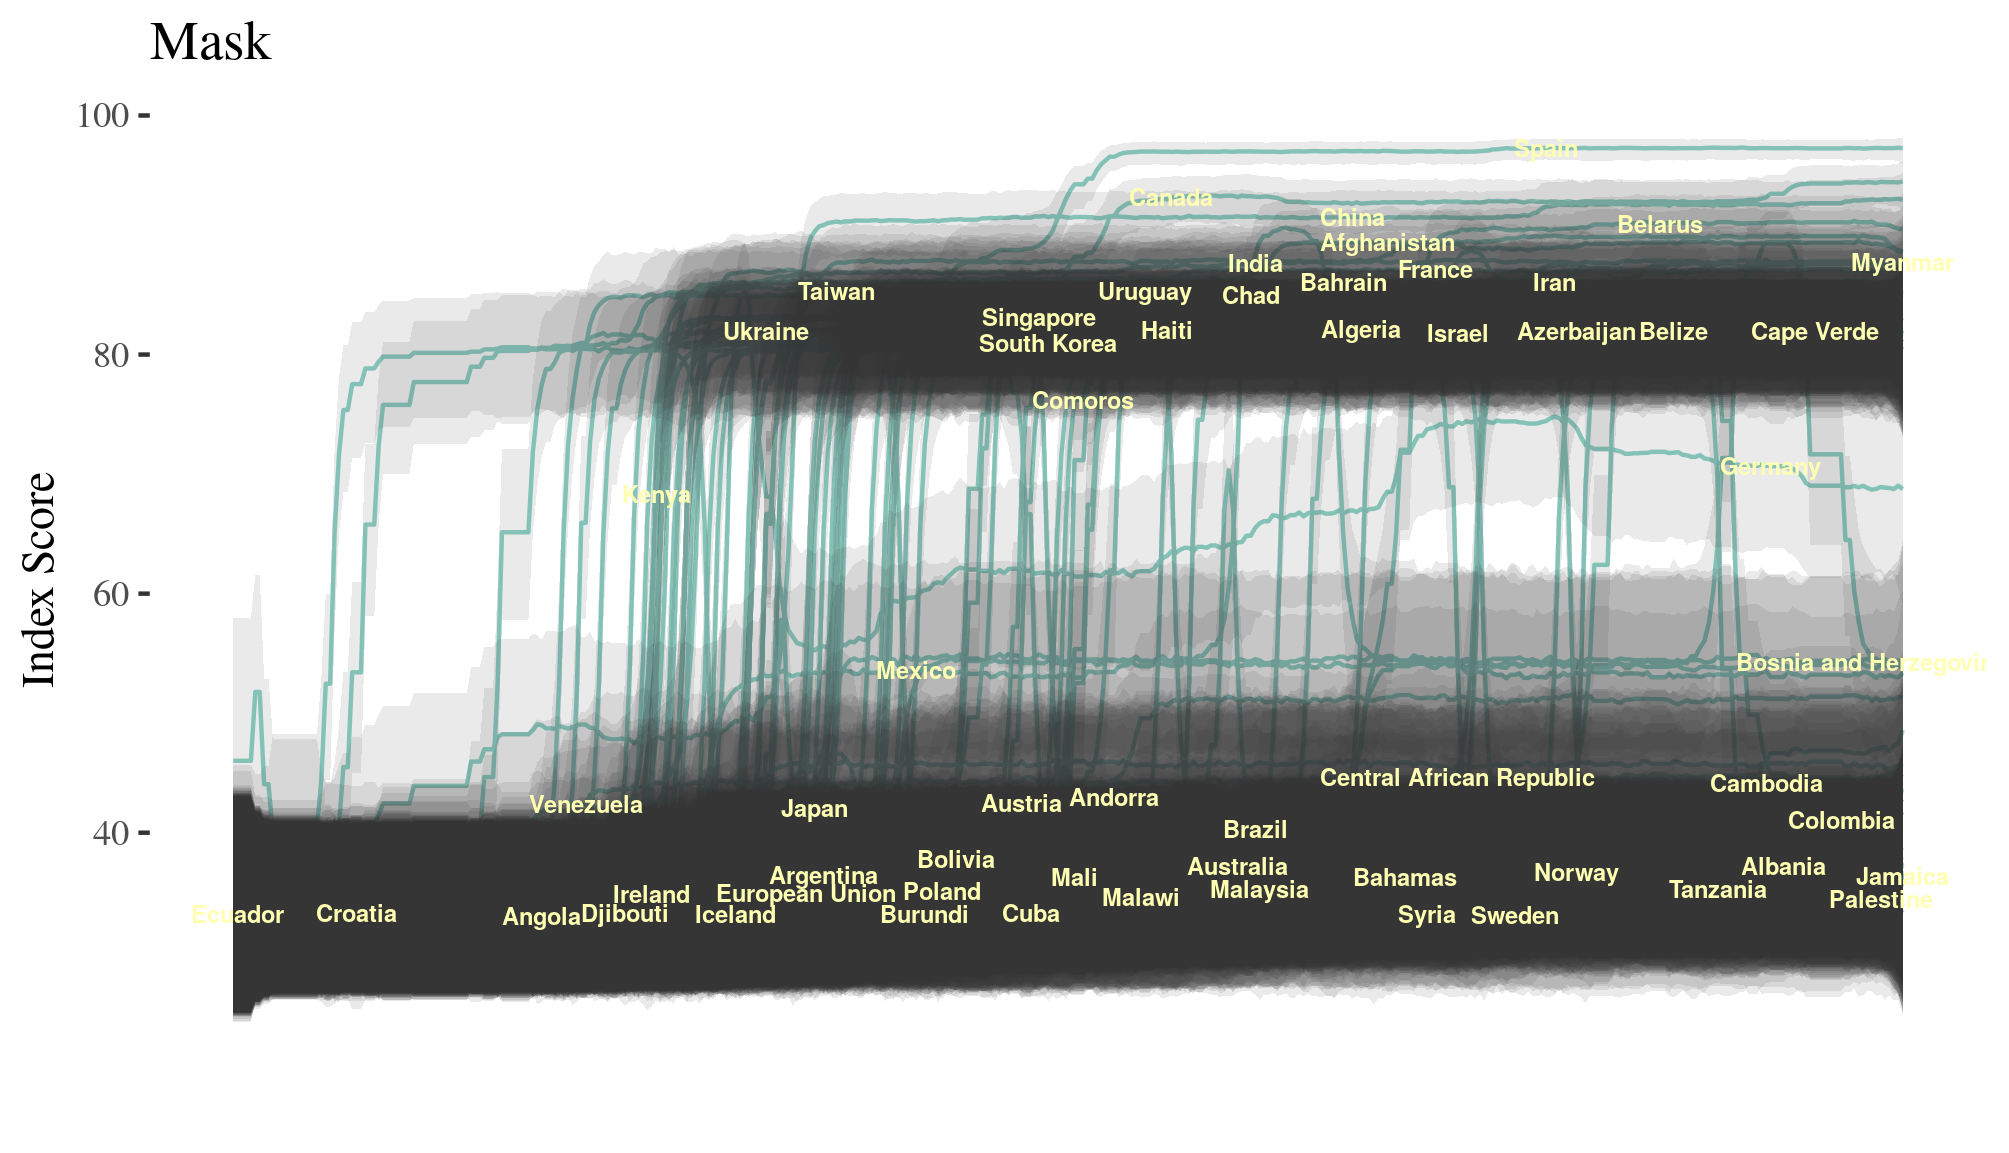 Mask
100
80
60
40
Index Score
Spain
Canada
China
Belarus
Afghanistan
India
France
Myanmar
Taiwan
Uruguay
Chad
Bahrain
Iran
Ukraine
Singapore
South Korea
Haiti
Algeria
Israel
Azerbaijan
Belize
Cape Verde
Comoros
Germany
Kenya
Bosnia and Herzegovin
Mexico
Central African Republic
Cambodia
Venezuela
Japan
Austria
Andorra
Colombia
Brazil
Bolivia
Argentina
Mali
Australia
Bahamas
Norway
Albania
Jamaica
Ireland
European Union
Poland
Malawi
Malaysia
Tanzania
Palestine
Ecuador
Croatia
Angola
Djibouti
Iceland
Burundi
Cuba
Syria
Sweden